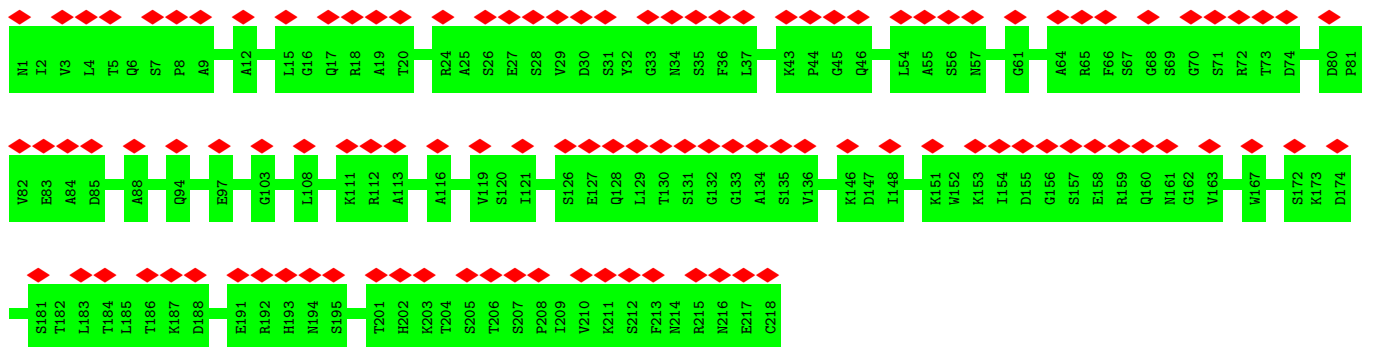 N1 I2 V3 L4 T5 Q6 S7 P8 A9 A12 L15 G16 Q17 R18 A19 T20 R24 A25 S26 E27 S28 V29 D30 S31 Y32 G33 N34 S35 F36 L37 K43 P44 G45 Q46 L54 A55 S56 N57 G61 A64 R65 F66 S67 G68 S69 G70 S71 R72 T73 D74 D80 P81
V82 E83 A84 D85 A88 Q94 E97 G103 L108 K111 R112 A113 A116 V119 S120 I121 S126 E127 Q128 L129 T130 S131 G132 G133 A134 S135 V136 K146 D147 I148 K151 W152 K153 I154 D155 G156 S157 E158 R159 Q160 N161 G162 V163 W167 S172 K173 D174
S181 T182 L183 T184 L185 T186 K187 D188 E191 R192 H193 N194 S195 T201 H202 K203 T204 S205 T206 S207 P208 I209 V210 K211 S212 F213 N214 R215 N216 E217 C218